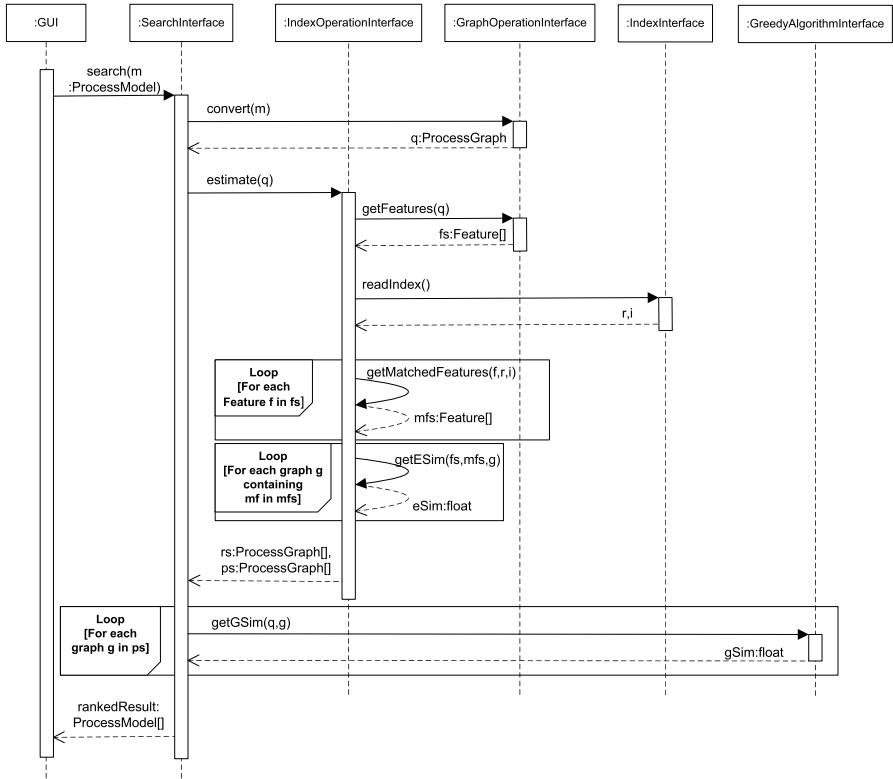 :GUI
:SearchInterface
:IndexOperationInterface
:GraphOperationInterface
:IndexInterface
:GreedyAlgorithmInterface
search(m
:ProcessModel)
convert(m)
q:ProcessGraph
estimate(q)
getFeatures(q)
fs:Feature[]
readIndex()
r,i
Loop
[For each
Feature f in fs]
getMatchedFeatures(f,r,i)
mfs:Feature[]
Loop
[For each graph g
containing
mf in mfs]
getESim(fs,mfs,g)
eSim:float
rs:ProcessGraph[],
ps:ProcessGraph[]
Loop
[For each
graph g in ps]
getGSim(q,g)
gSim:float
rankedResult:
ProcessModel[]